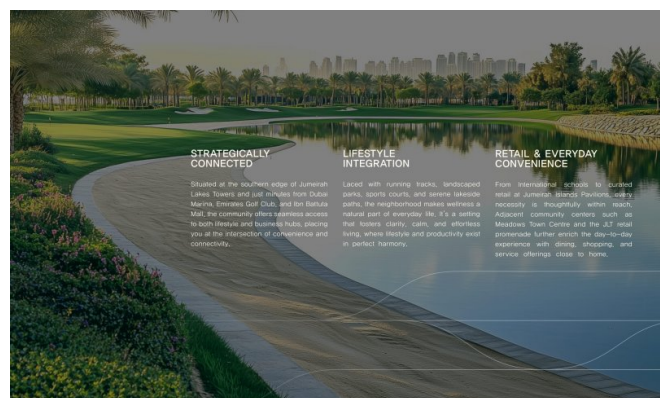 STRATEGICALLY
CONNECTED
Situated at the southern edge of Jumeirah
Lakes Towers and just minutes from Dubai
Marina, Emirates Golf Club, and Ibn Battuta
Mall, the community offers seamless access
to both lifestyle and business hubs, placing
you at the intersection of convenience and
connectivity.
LIFESTYLE
INTEGRATION
Laced with running tracks, landscaped
parks, sports courts, and serene lakeside
paths, the neighborhood makes wellness a
natural part of everyday life. It's a setting
that fosters clarity, calm, and effortless
living, where lifestyle and productivity exist
in perfect harmony.
RETAIL & EVERYDAY
CONVENIENCE
From international schools to curated
retail at Jumeirah Islands Pavilions, every
necessity is thoughtfully within reach.
Adjacent community centers such as
Meadows Town Centre and the JLT retail
promenade further enrich the day-to-day
experience with dining, shopping, and
service offerings close to home.